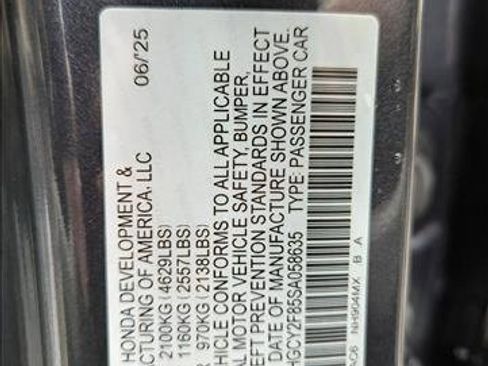 HONDA DEVELOPMENT &
CTURING OF AMERICA, LLC 06/'25
2100KG (4629LBS)
1160KG (2557LBS)
R 970KG (2138LBS)
HICLE CONFORMS TO ALL APPLICABLE
AL MOTOR VEHICLE SAFETY, BUMPER,
EFT PREVENTION STANDARDS IN EFFECT
DATE OF MANUFACTURE SHOWN ABOVE.
HGCY2F85SA058635 TYPE: PASSENGER CAR
AC6 NH904MX B A